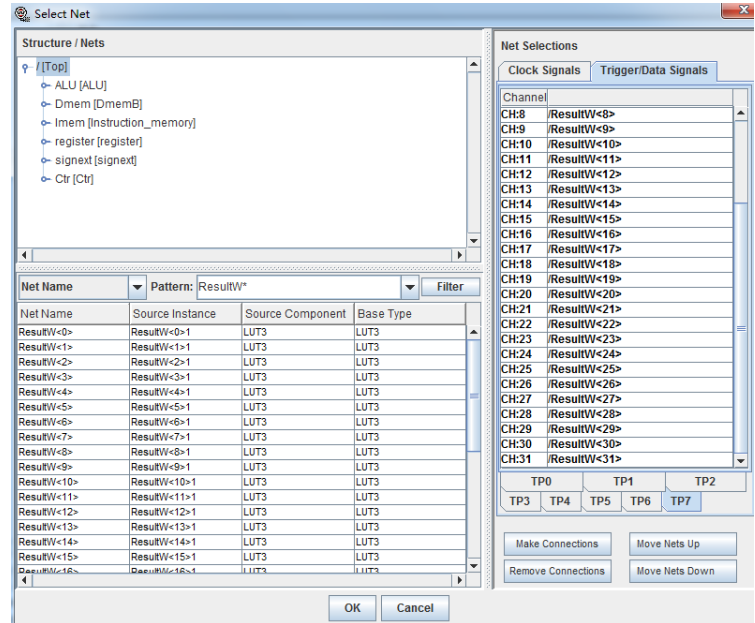 Select Net
Structure / Nets
/ [Top]
ALU [ALU]
Dmem [DmemB]
Imem [Instruction_memory]
register [register]
signext [signext]
Ctr [Ctr]
Net Name Pattern: ResultW* Filter
Net Name Source Instance Source Component Base Type
ResultW<0> ResultW<0>1 LUT3 LUT3
ResultW<1> ResultW<1>1 LUT3 LUT3
ResultW<2> ResultW<2>1 LUT3 LUT3
ResultW<3> ResultW<3>1 LUT3 LUT3
ResultW<4> ResultW<4>1 LUT3 LUT3
ResultW<5> ResultW<5>1 LUT3 LUT3
ResultW<6> ResultW<6>1 LUT3 LUT3
ResultW<7> ResultW<7>1 LUT3 LUT3
ResultW<8> ResultW<8>1 LUT3 LUT3
ResultW<9> ResultW<9>1 LUT3 LUT3
ResultW<10> ResultW<10>1 LUT3 LUT3
ResultW<11> ResultW<11>1 LUT3 LUT3
ResultW<12> ResultW<12>1 LUT3 LUT3
ResultW<13> ResultW<13>1 LUT3 LUT3
ResultW<14> ResultW<14>1 LUT3 LUT3
ResultW<15> ResultW<15>1 LUT3 LUT3
ResultW<16> ResultW<16>1 LUT3 LUT3
Net Selections
Clock Signals Trigger/Data Signals
Channel
CH:8 /ResultW<8>
CH:9 /ResultW<9>
CH:10 /ResultW<10>
CH:11 /ResultW<11>
CH:12 /ResultW<12>
CH:13 /ResultW<13>
CH:14 /ResultW<14>
CH:15 /ResultW<15>
CH:16 /ResultW<16>
CH:17 /ResultW<17>
CH:18 /ResultW<18>
CH:19 /ResultW<19>
CH:20 /ResultW<20>
CH:21 /ResultW<21>
CH:22 /ResultW<22>
CH:23 /ResultW<23>
CH:24 /ResultW<24>
CH:25 /ResultW<25>
CH:26 /ResultW<26>
CH:27 /ResultW<27>
CH:28 /ResultW<28>
CH:29 /ResultW<29>
CH:30 /ResultW<30>
CH:31 /ResultW<31>
TP0 TP1 TP2
TP3 TP4 TP5 TP6 TP7
Make Connections Move Nets Up
Remove Connections Move Nets Down
OK Cancel